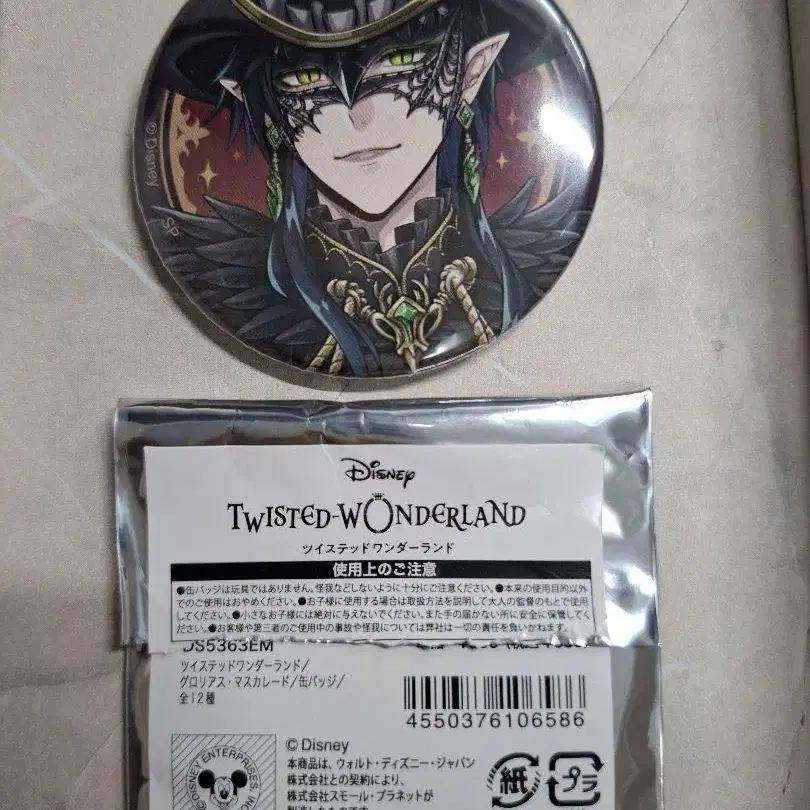 ©Disney
SP
Disney
TWISTED-WONDERLAND
ツイステッドワンダーランド
使用上のご注意
●缶バッジは玩具ではありません。怪我などしないように十分にご注意ください。●本来の使用目的以外
でのご使用はおやめください。●お子様に使用する場合は取扱方法を説明して大人の監督のもとで使用
してください。●小さなお子様には絶対に与えないでください。また手の届かない所に安全に保管してく
ださい。●お客様や第三者のご使用中の事故や怪我については弊社は一切の責任を負いかねます。
DS5363EM
ツイステッドワンダーランド/
グロリアス・マスカレード/缶バッジ/
全12種
4550376106586
©DISNEY ENTERPRISES, INC.
©Disney
本商品は、ウォルト・ディズニー・ジャパン
株式会社との契約により、
株式会社スモール・プラネットが
紙
プラ